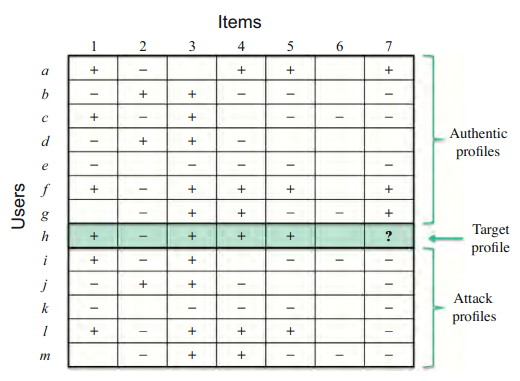 Items
1 2 3 4 5 6 7
a + − + + +
b − + + − − −
c + − + − − −
d − + + − −
e − − − − −
f + − + + + +
g − + + − − +
h + − + + + ?
i + − + − − −
j − + + − −
k − − − − −
l + − + + + −
m − + + − − −
Users
Authentic
profiles
Target
profile
Attack
profiles